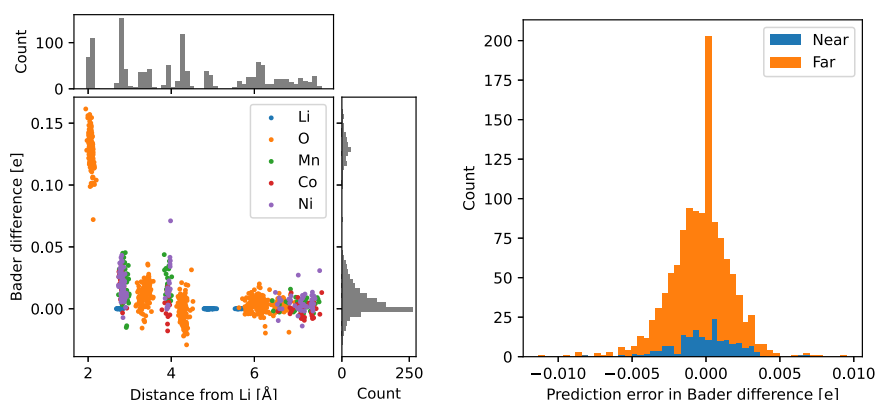 Count
100
0
Bader difference [e]
0.15
0.10
0.05
0.00
Li
O
Mn
Co
Ni
2
4
6
Distance from Li [Å]
0
250
Count
Count
200
175
150
125
100
75
50
25
0
Near
Far
−0.010
−0.005
0.000
0.005
0.010
Prediction error in Bader difference [e]